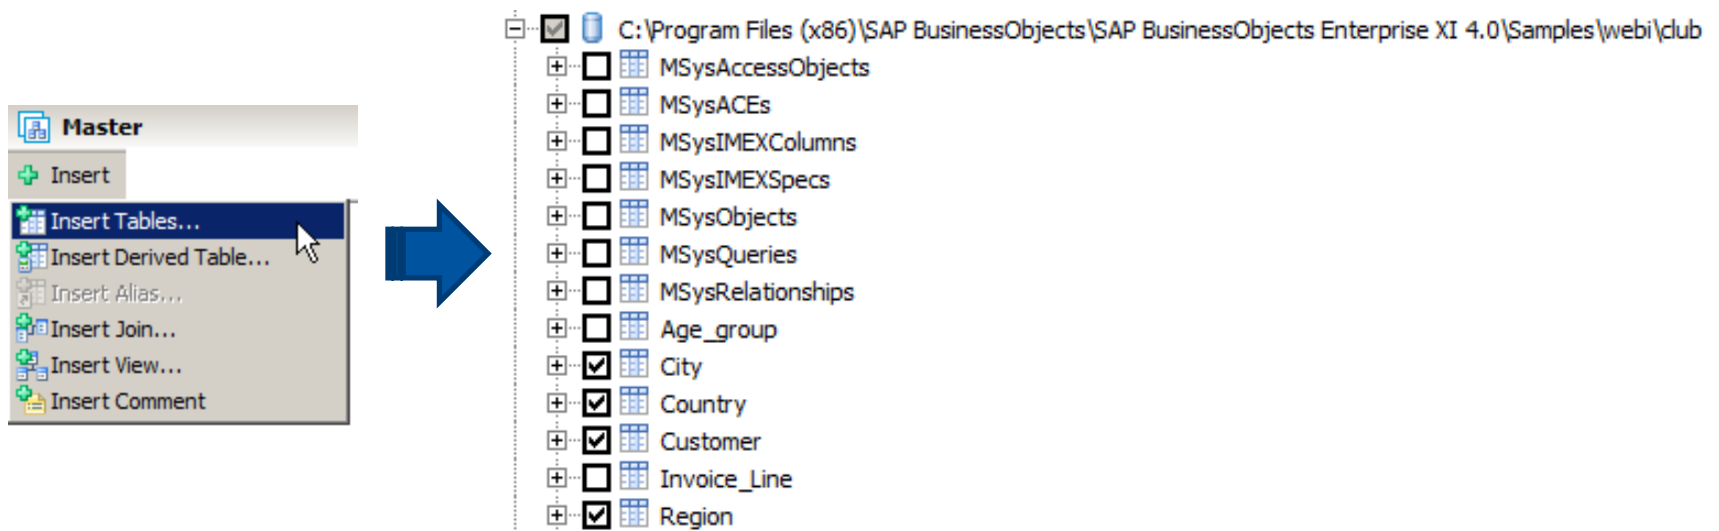 Master
Insert
Insert Tables...
Insert Derived Table...
Insert Alias...
Insert Join...
Insert View...
Insert Comment
C:\Program Files (x86)\SAP BusinessObjects\SAP BusinessObjects Enterprise XI 4.0\Samples\webi\club
MSysAccessObjects
MSysACEs
MSysIMEXColumns
MSysIMEXSpecs
MSysObjects
MSysQueries
MSysRelationships
Age_group
City
Country
Customer
Invoice_Line
Region